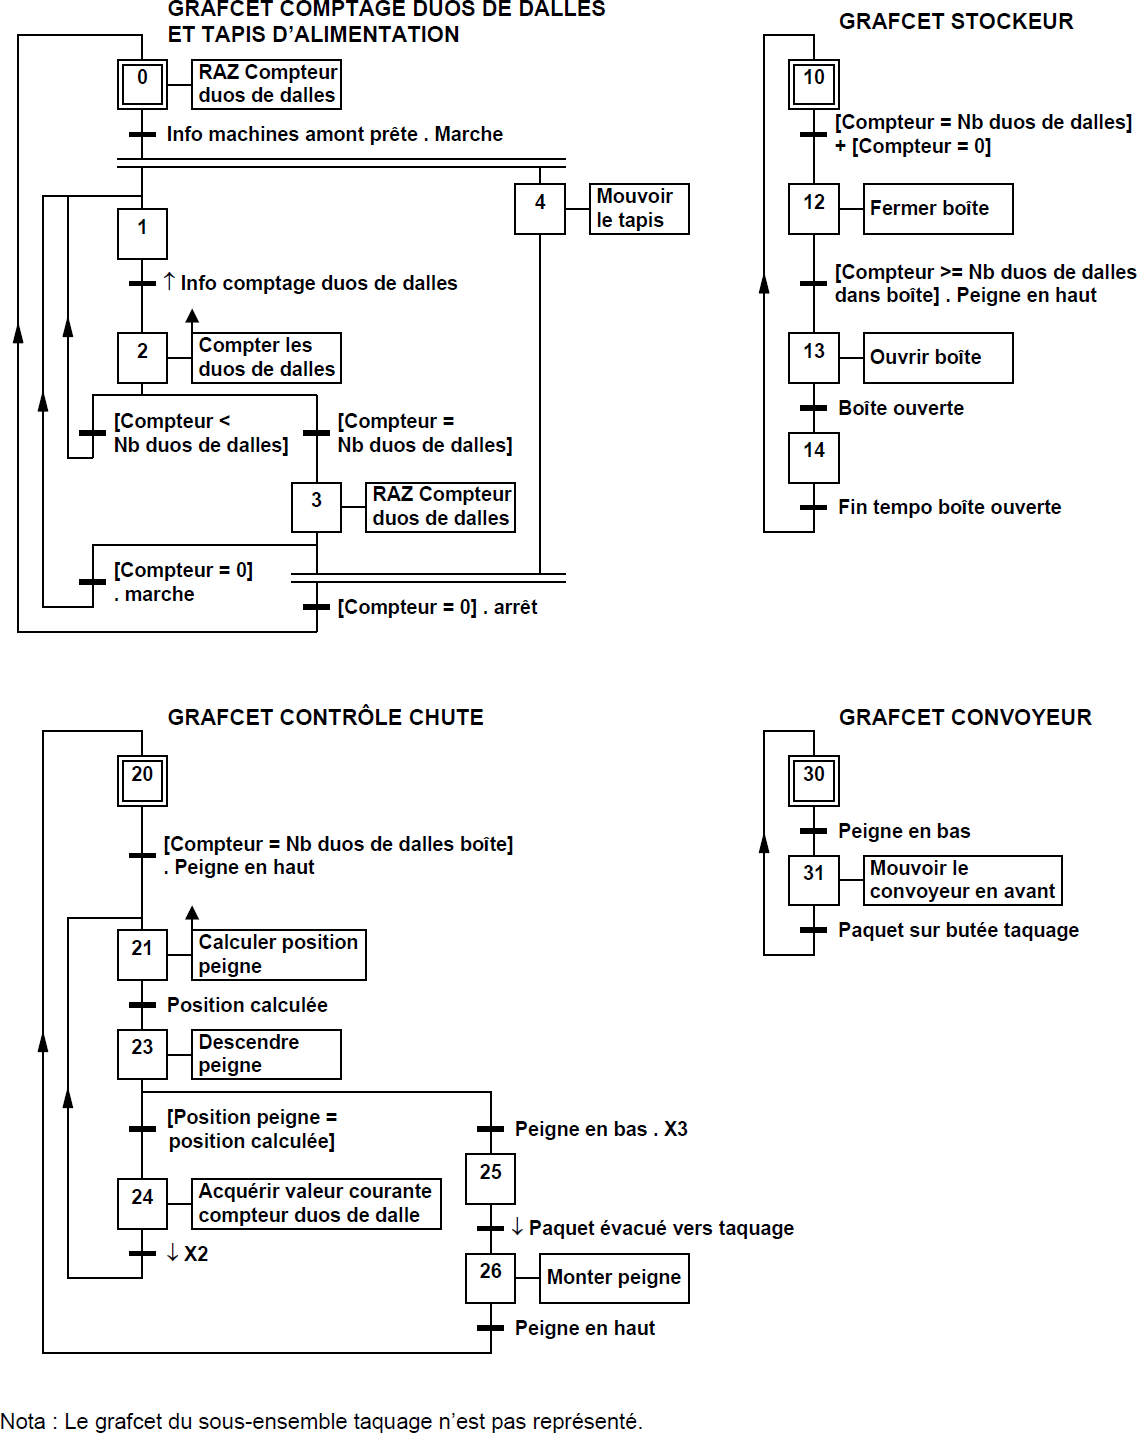 GRAFCET COMPTAGE DUOS DE DALLES
ET TAPIS D’ALIMENTATION
0
RAZ Compteur
duos de dalles
Info machines amont prête . Marche
4
Mouvoir
le tapis
1
↑ Info comptage duos de dalles
2
Compter les
duos de dalles
[Compteur <
Nb duos de dalles]
[Compteur =
Nb duos de dalles]
3
RAZ Compteur
duos de dalles
[Compteur = 0]
. marche
[Compteur = 0] . arrêt
GRAFCET STOCKEUR
10
[Compteur = Nb duos de dalles]
+ [Compteur = 0]
12
Fermer boîte
[Compteur >= Nb duos de dalles
dans boîte] . Peigne en haut
13
Ouvrir boîte
Boîte ouverte
14
Fin tempo boîte ouverte
GRAFCET CONTRÔLE CHUTE
20
[Compteur = Nb duos de dalles boîte]
. Peigne en haut
21
Calculer position
peigne
Position calculée
23
Descendre
peigne
[Position peigne =
position calculée]
Peigne en bas . X3
24
Acquérir valeur courante
compteur duos de dalle
↓ X2
25
↓ Paquet évacué vers taquage
26
Monter peigne
Peigne en haut
GRAFCET CONVOYEUR
30
Peigne en bas
31
Mouvoir le
convoyeur en avant
Paquet sur butée taquage
Nota : Le grafcet du sous-ensemble taquage n’est pas représenté.